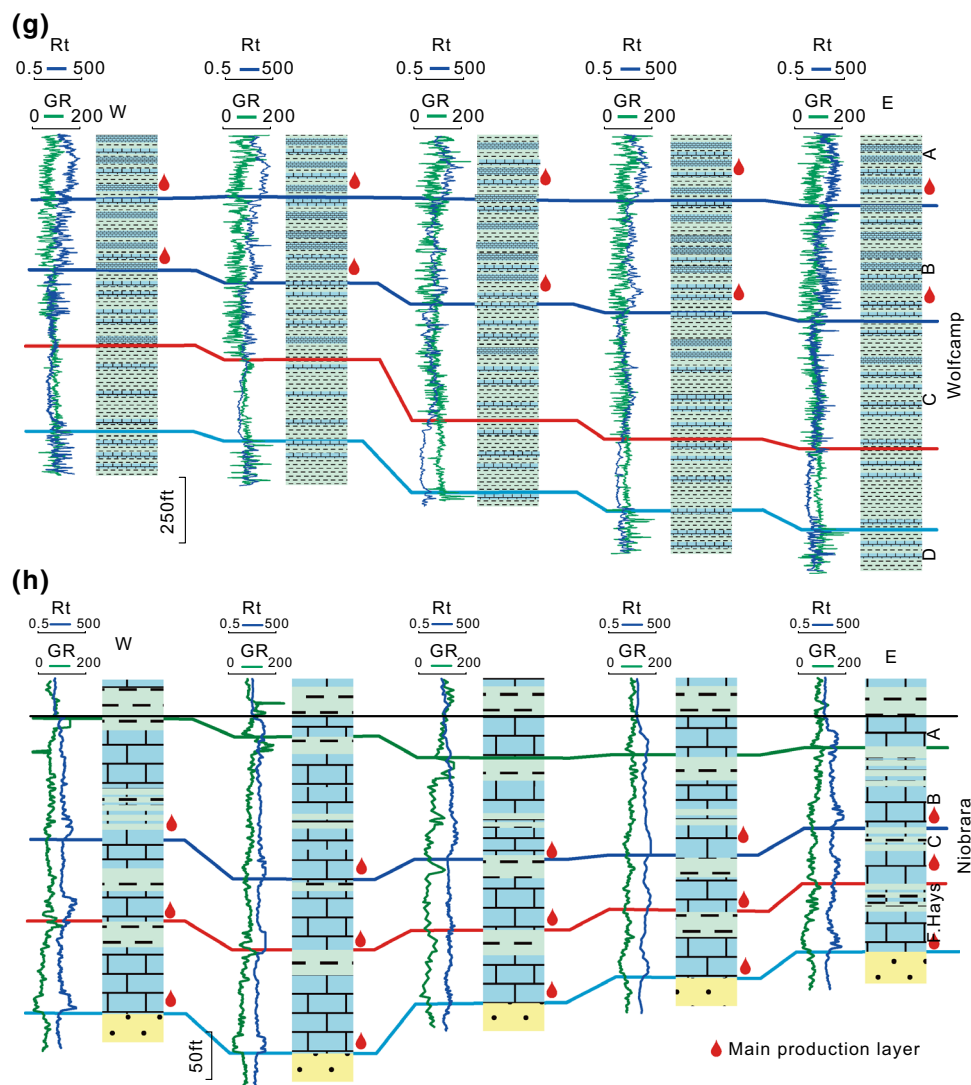 (g)
Rt Rt Rt Rt Rt
0.5 500 0.5 500 0.5 500 0.5 500 0.5 500
GR W GR GR GR GR E
0 200 0 200 0 200 0 200 0 200
A
B
C
D
Wolfcamp
250ft
(h)
Rt Rt Rt Rt Rt
0.5 500 0.5 500 0.5 500 0.5 500 0.5 500
W E
GR GR GR GR GR
0 200 0 200 0 200 0 200 0 200
A
B
C
F.Hays
Niobrara
50ft
Main production layer